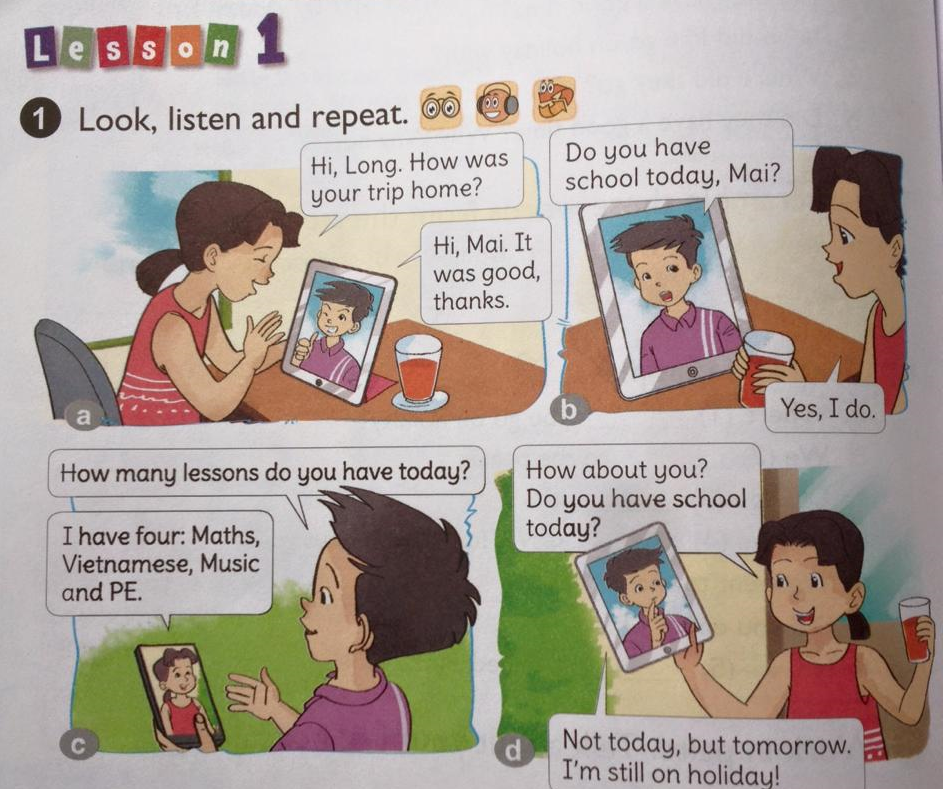 Lesson 1
1 Look, listen and repeat.
Hi, Long. How was
your trip home?
Hi, Mai. It
was good,
thanks.
a
Do you have
school today, Mai?
Yes, I do.
b
How many lessons do you have today?
I have four: Maths,
Vietnamese, Music
and PE.
c
How about you?
Do you have school
today?
Not today, but tomorrow.
I'm still on holiday!
d